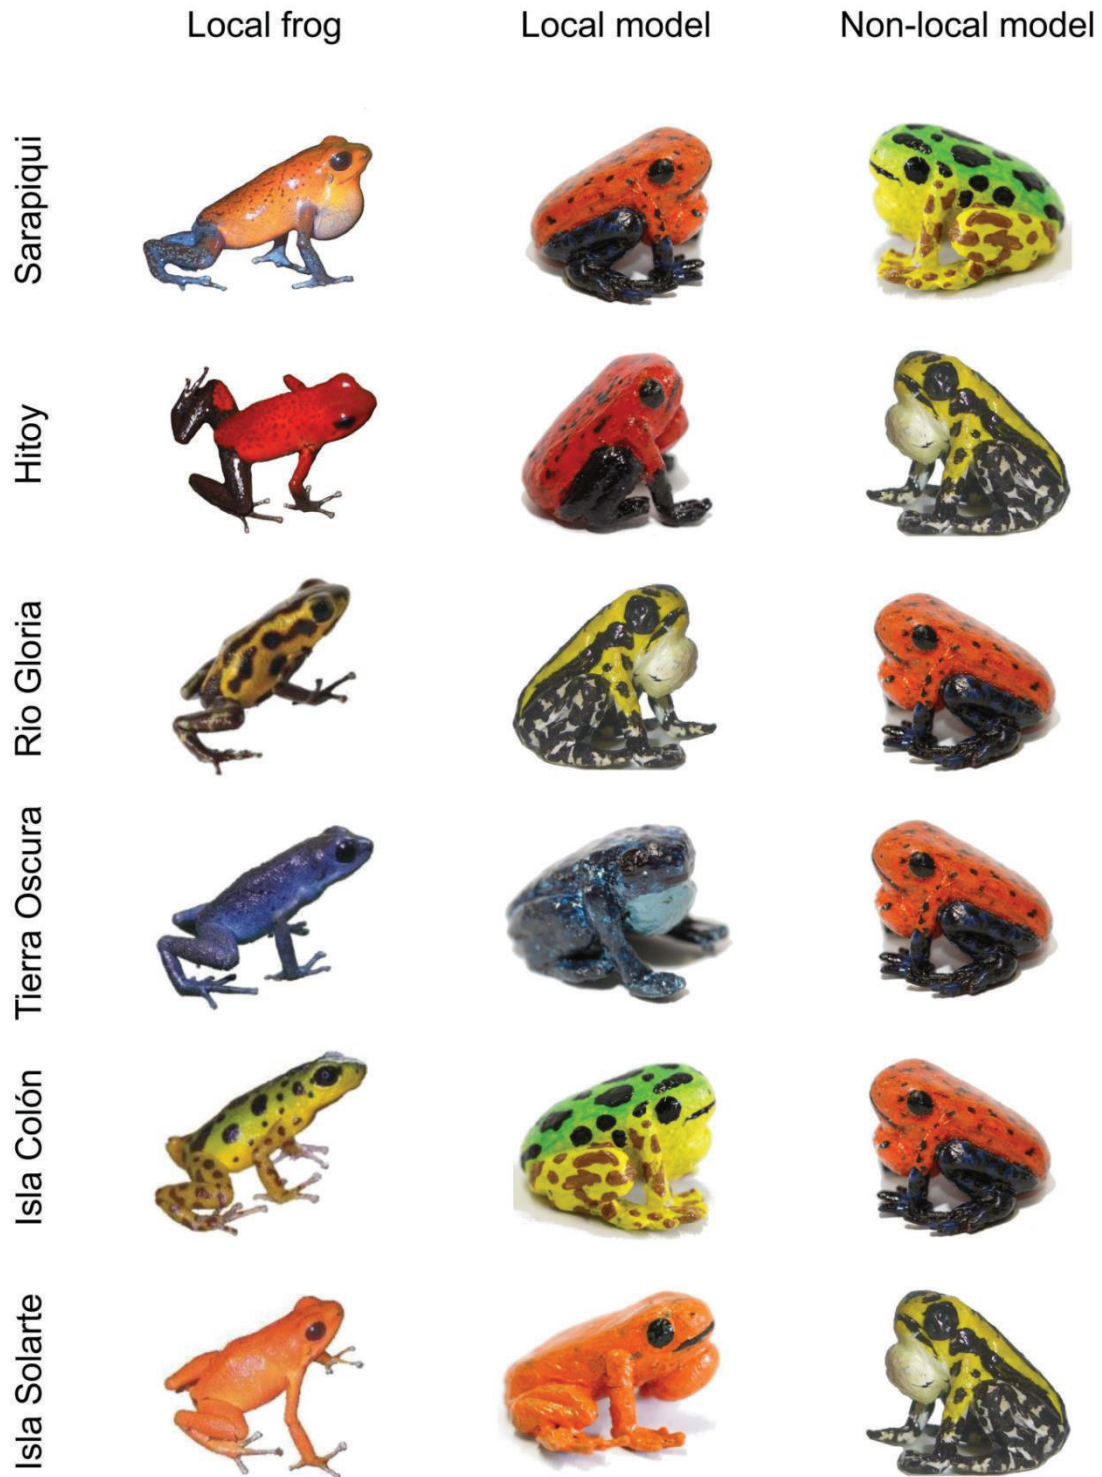 Local frog
Local model
Non-local model
Sarapiqui
Hitoy
Rio Gloria
Tierra Oscura
Isla Colón
Isla Solarte